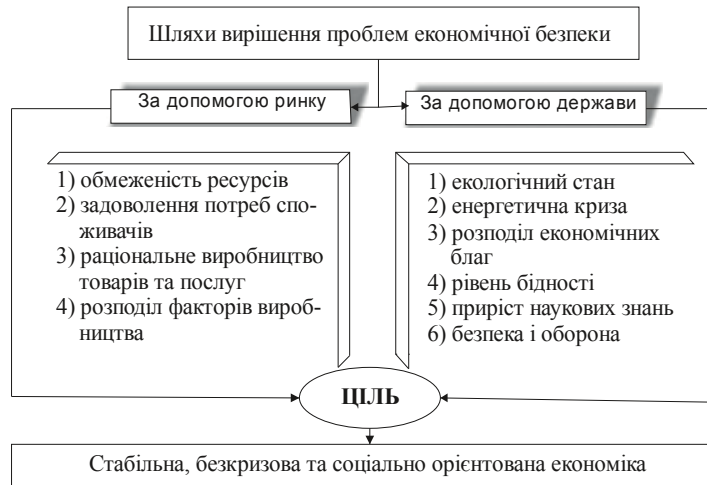 Шляхи вирішення проблем економічної безпеки
За допомогою ринку
За допомогою держави
1) обмеженість ресурсів
2) задоволення потреб спо-
живачів
3) раціональне виробництво
товарів та послуг
4) розподіл факторів вироб-
ництва
1) екологічний стан
2) енергетична криза
3) розподіл економічних
благ
4) рівень бідності
5) приріст наукових знань
6) безпека і оборона
ЦІЛЬ
Стабільна, безкризова та соціально орієнтована економіка